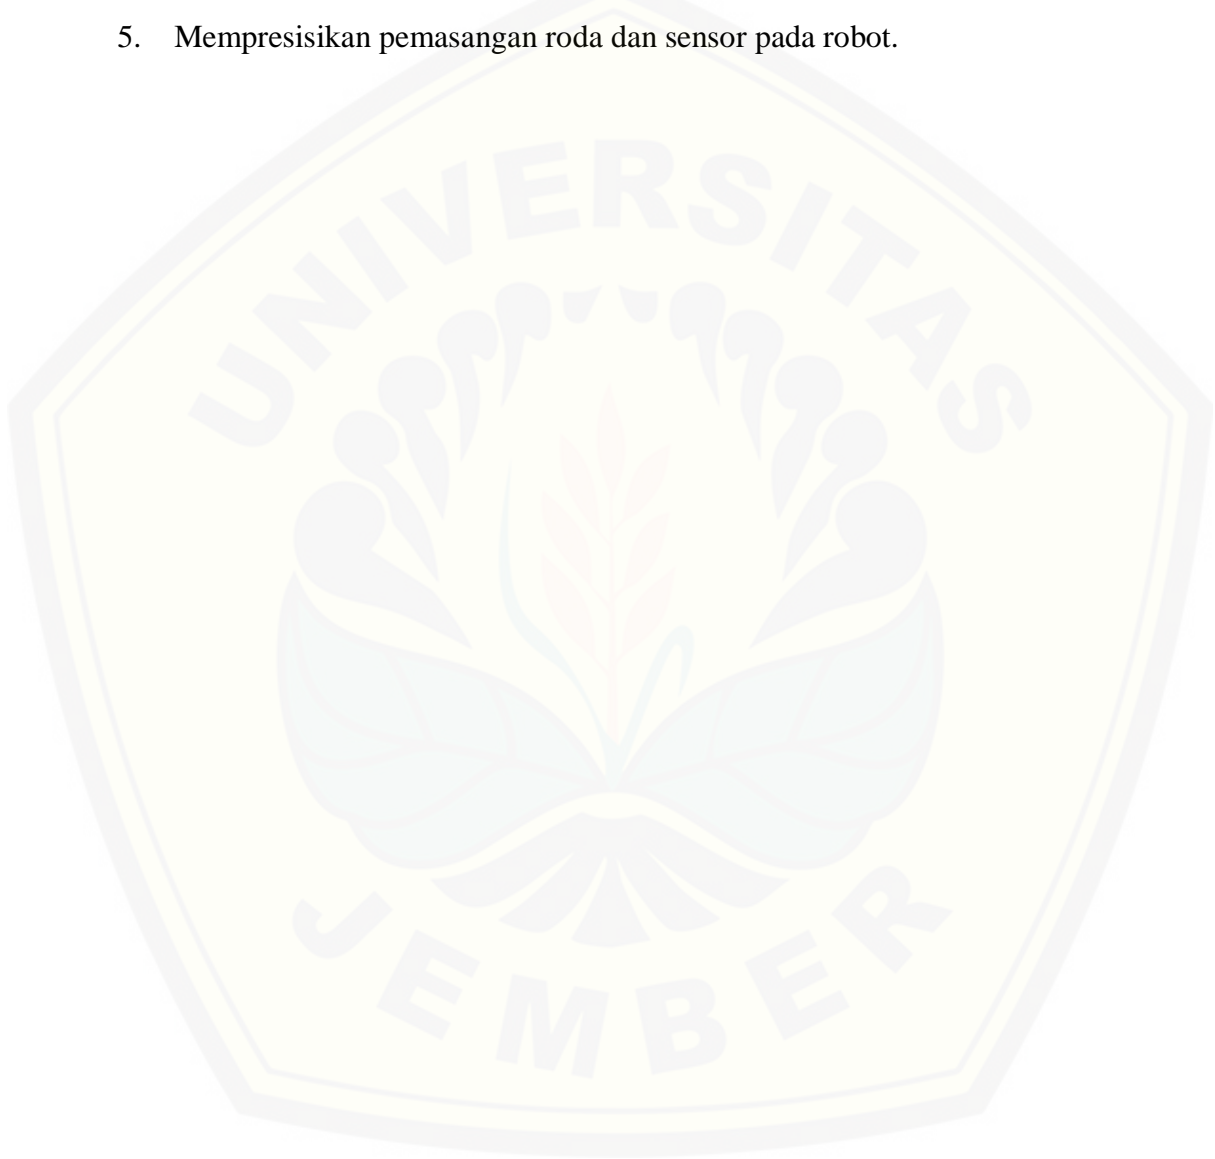 5. Mempresisikan pemasangan roda dan sensor pada robot.
UNIVERSITAS
JEMBER